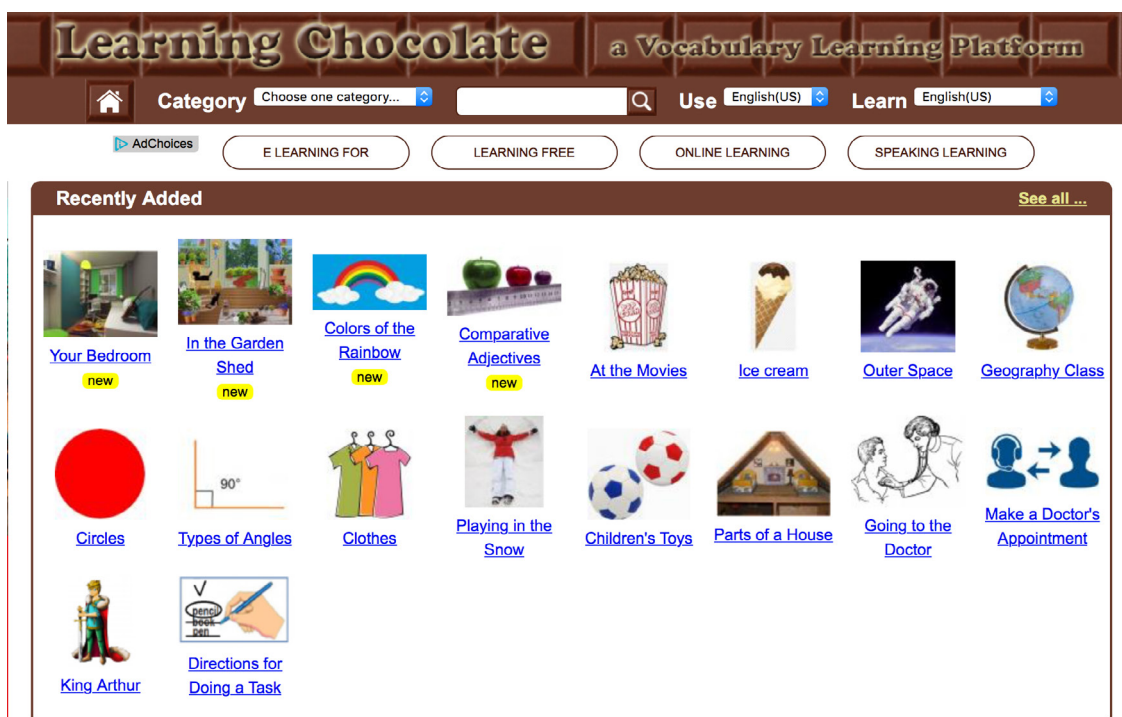 Learning Chocolate a Vocabulary Learning Platform
Category Choose one category... Use English(US) Learn English(US)
AdChoices E LEARNING FOR LEARNING FREE ONLINE LEARNING SPEAKING LEARNING
Recently Added See all ...
Your Bedroom
new
In the Garden
Shed
new
Colors of the
Rainbow
new
Comparative
Adjectives
new
At the Movies
Ice cream
Outer Space
Geography Class
Circles
90°
Types of Angles
Clothes
Playing in the
Snow
Children's Toys
Parts of a House
Going to the
Doctor
Make a Doctor's
Appointment
King Arthur
pencil
book
pen
Directions for
Doing a Task